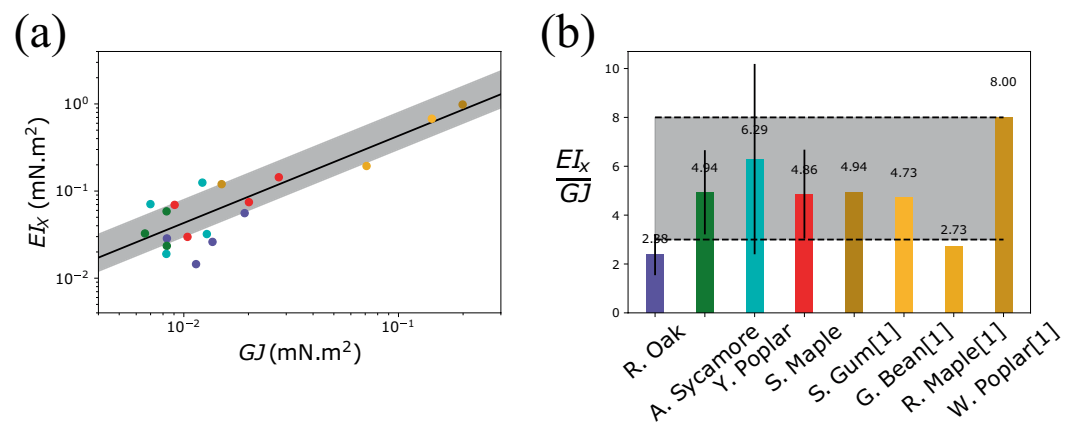 (a)
10⁰
10⁻¹
10⁻²
EIₓ (mN.m²)
10⁻²
10⁻¹
GJ (mN.m²)
(b)
10
8
6
4
2
0
EIₓ
GJ
2.38
4.94
6.29
4.86
4.94
4.73
2.73
8.00
R. Oak
A. Sycamore
Y. Poplar
S. Maple
S. Gum[1]
G. Bean[1]
R. Maple[1]
W. Poplar[1]